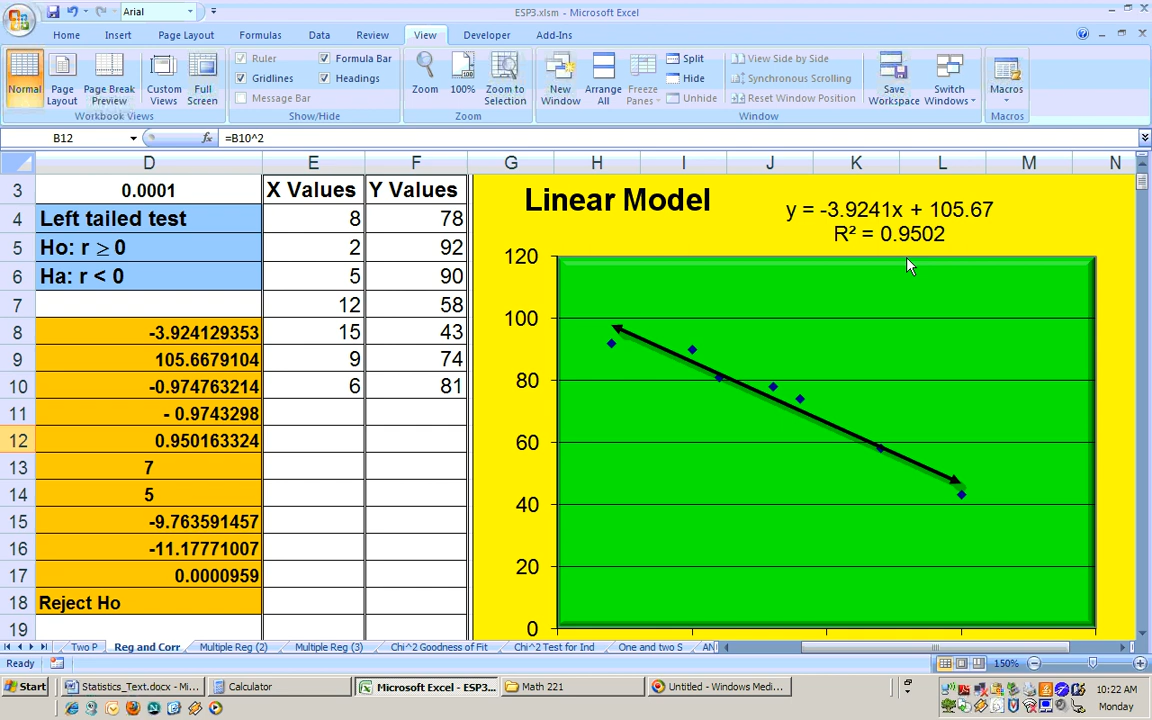 Arial
ESP3.xlsm - Microsoft Excel
Home Insert Page Layout Formulas Data Review View Developer Add-Ins
Normal
Page Layout
Page Break Preview
Custom Views
Full Screen
Workbook Views
Ruler
Formula Bar
Gridlines
Headings
Message Bar
Show/Hide
Zoom
100%
Zoom to Selection
Zoom
New Window
Arrange All
Freeze Panes
Split
Hide
Unhide
View Side by Side
Synchronous Scrolling
Reset Window Position
Window
Save Workspace
Switch Windows
Macros
Macros
B12 fx =B10^2
D E F G H I J K L M N
3 0.0001 X Values Y Values
4 Left tailed test 8 78
5 Ho: r ≥ 0 2 92
6 Ha: r < 0 5 90
7 12 58
8 -3.924129353 15 43
9 105.6679104 9 74
10 -0.974763214 6 81
11 - 0.9743298
12 0.950163324
13 7
14 5
15 -9.763591457
16 -11.17771007
17 0.0000959
18 Reject Ho
19
Linear Model
y = -3.9241x + 105.67
R² = 0.9502
120
100
80
60
40
20
0
Two P Reg and Corr Multiple Reg (2) Multiple Reg (3) Chi^2 Goodness of Fit Chi^2 Test for Ind One and two S AN
Ready 150%
Start Statistics_Text.docx - Mi... Calculator Microsoft Excel - ESP3... Math 221 Untitled - Windows Medi... 10:22 AM
Monday